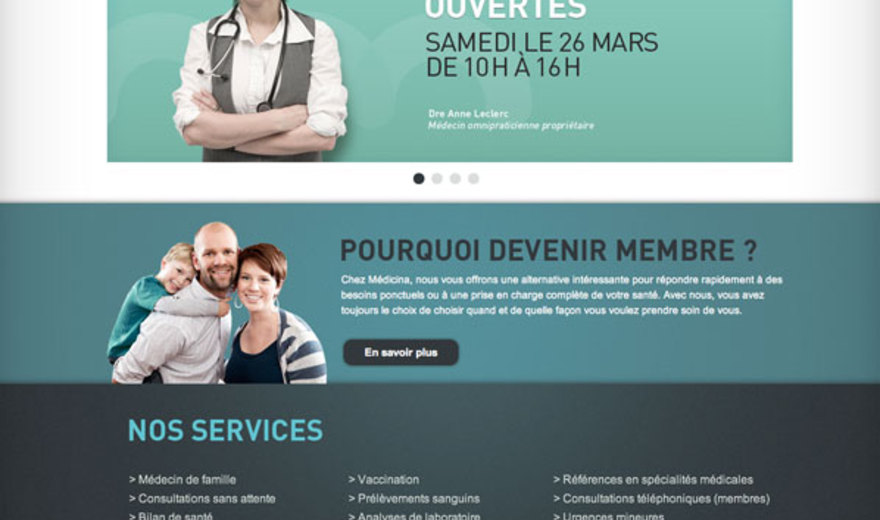 OUVERTES
SAMEDI LE 26 MARS
DE 10H À 16H
Dre Anne Leclerc
Médecin omnipraticienne propriétaire
POURQUOI DEVENIR MEMBRE ?
Chez Médicina, nous vous offrons une alternative intéressante pour répondre rapidement à des
besoins ponctuels ou à une prise en charge complète de votre santé. Avec nous, vous avez
toujours le choix de choisir quand et de quelle façon vous voulez prendre soin de vous.
En savoir plus
NOS SERVICES
> Médecin de famille
> Consultations sans attente
> Bilan de santé
> Vaccination
> Prélèvements sanguins
> Analyses de laboratoire
> Références en spécialités médicales
> Consultations téléphoniques (membres)
> Urgences mineures